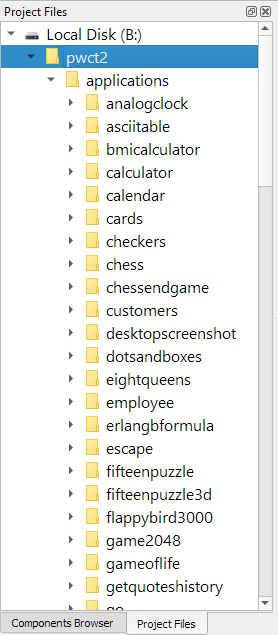 Project Files
Local Disk (B:)
pwct2
applications
analogclock
asciitable
bmicalculator
calculator
calendar
cards
checkers
chess
chessendgame
customers
desktopscreenshot
dotsandboxes
eightqueens
employee
erlangbformula
escape
fifteenpuzzle
fifteenpuzzle3d
flappybird3000
game2048
gameoflife
getquoteshistory
Components Browser Project Files